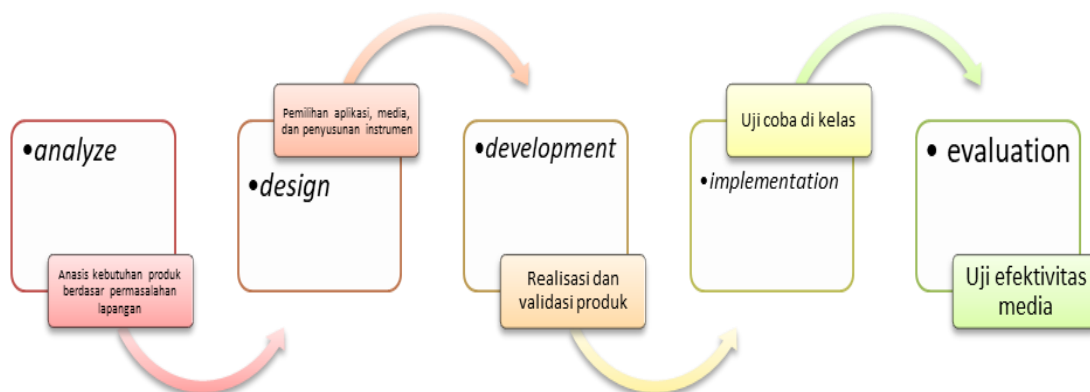 •analyze
Anasis kebutuhan produk
berdasar permasalahan
lapangan
Pemilihan aplikasi, media,
dan penyusunan instrumen
•design
•development
Realisasi dan
validasi produk
Uji coba di kelas
•implementation
• evaluation
Uji efektivitas
media